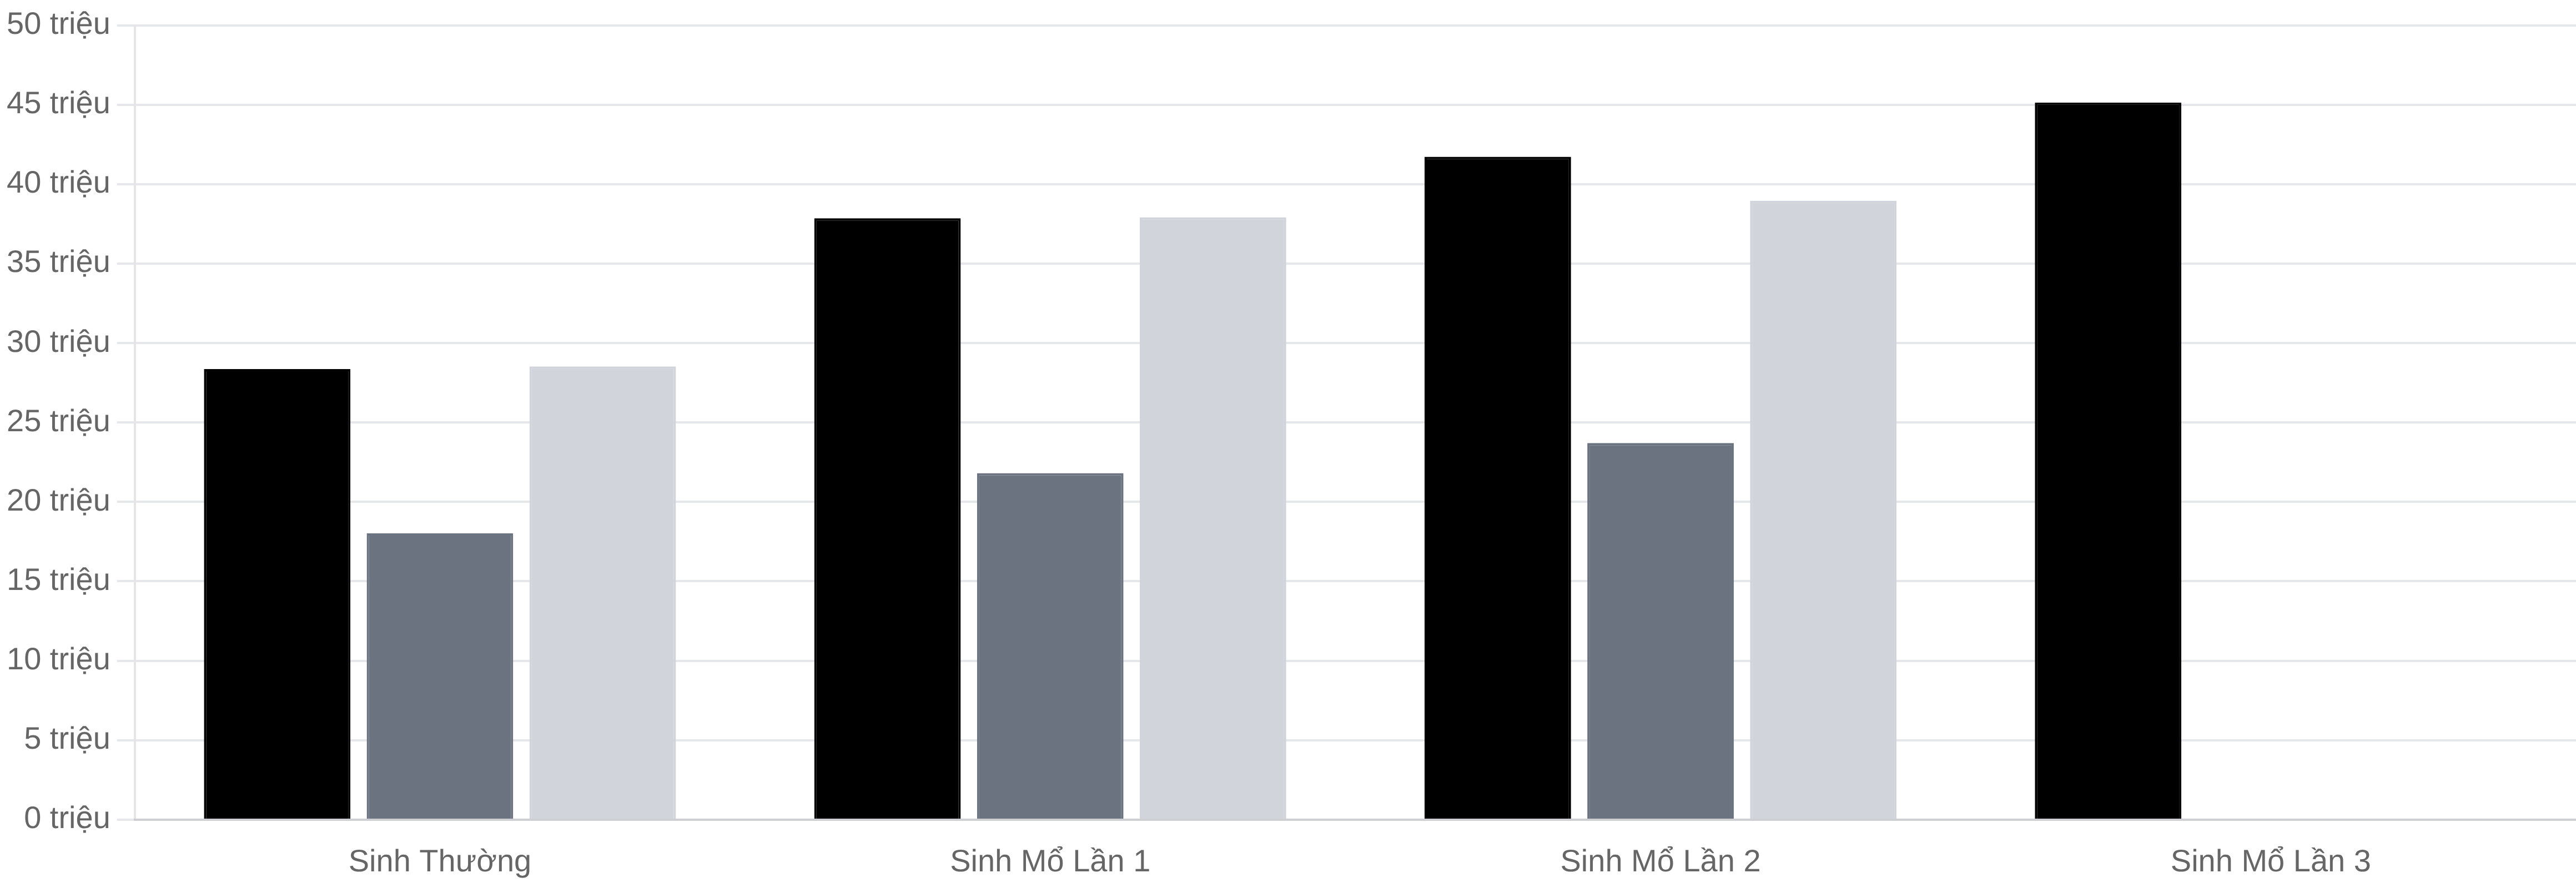 50 triệu
45 triệu
40 triệu
35 triệu
30 triệu
25 triệu
20 triệu
15 triệu
10 triệu
5 triệu
0 triệu
Sinh Thường Sinh Mổ Lần 1 Sinh Mổ Lần 2 Sinh Mổ Lần 3